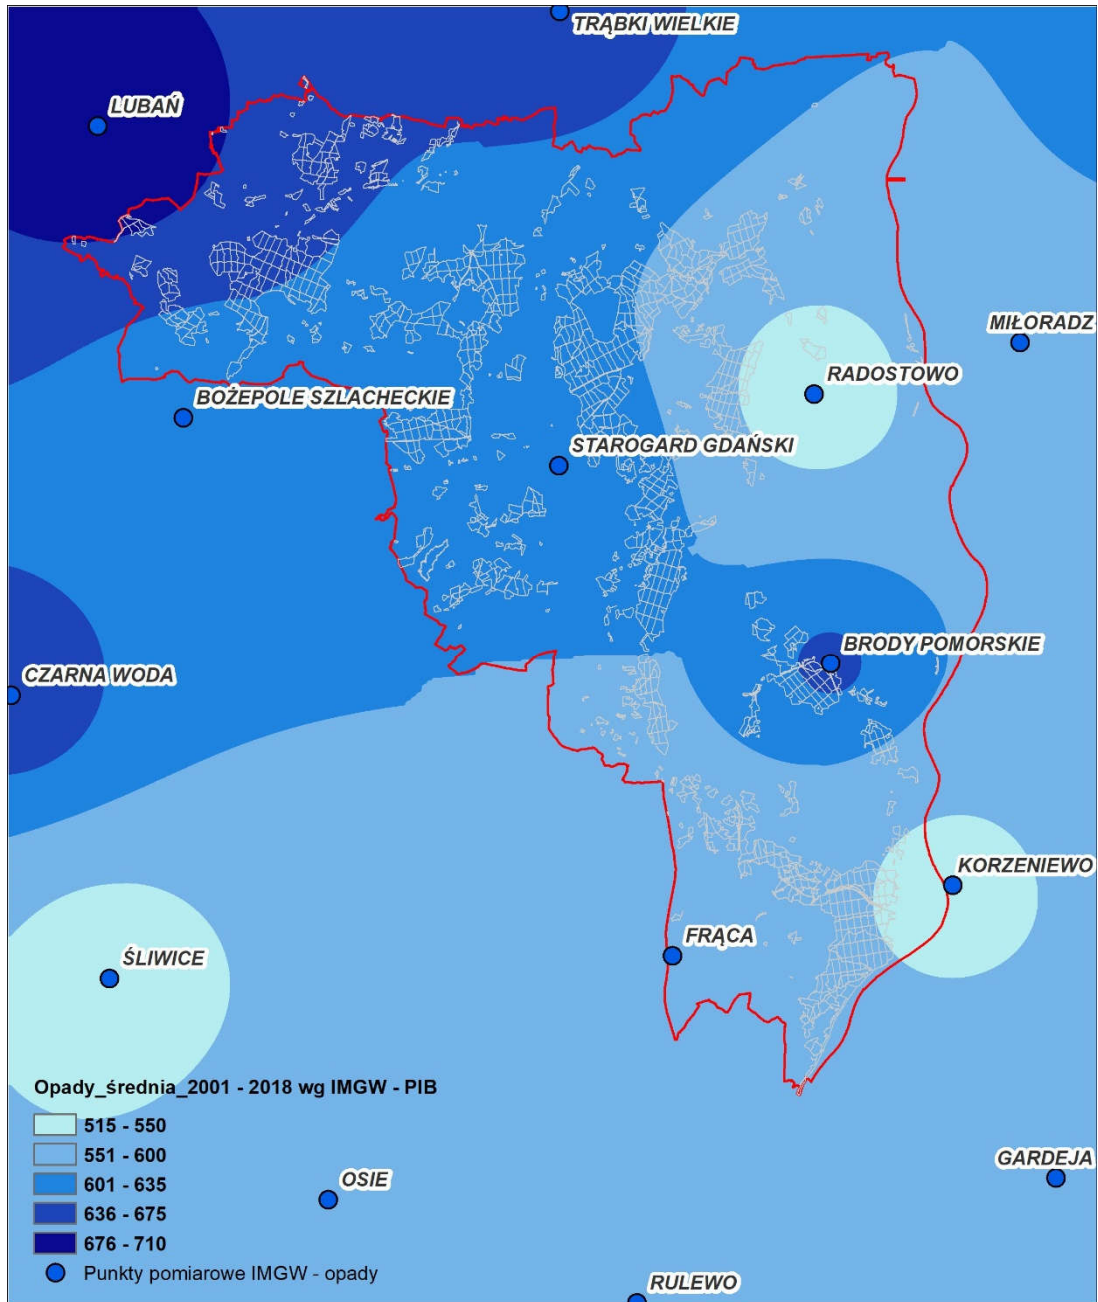 TRĄBKI WIELKIE
LUBAŃ
MIŁORADZ
RADOSTOWO
BOŻEPOLE SZLACHECKIE
STAROGARD GDAŃSKI
BRODY POMORSKIE
CZARNA WODA
KORZENIEWO
FRĄCA
ŚLIWICE
Opady_średnia_2001 - 2018 wg IMGW - PIB
515 - 550
551 - 600
601 - 635
636 - 675
676 - 710
Punkty pomiarowe IMGW - opady
OSIE
GARDEJA
RULEWO